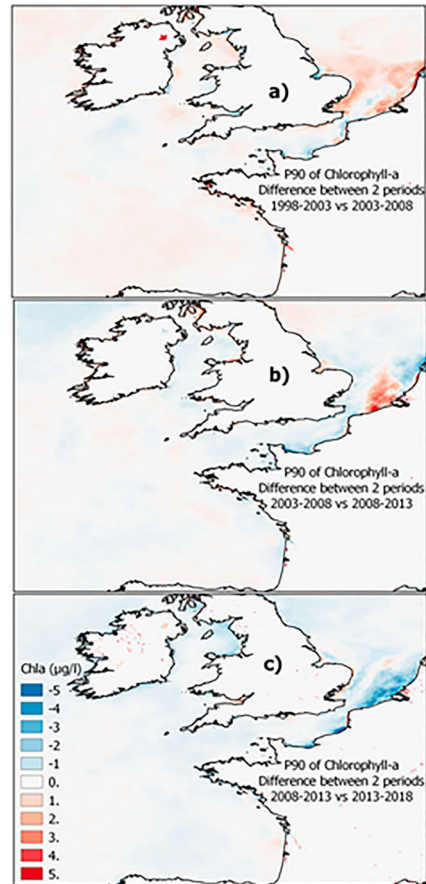 a)
P90 of Chlorophyll-a
Difference between 2 periods
1998-2003 vs 2003-2008
b)
P90 of Chlorophyll-a
Difference between 2 periods
2003-2008 vs 2008-2013
c)
Chla (µg/l)
-5
-4
-3
-2
-1
0.
1.
2.
3.
4.
5.
P90 of Chlorophyll-a
Difference between 2 periods
2008-2013 vs 2013-2018